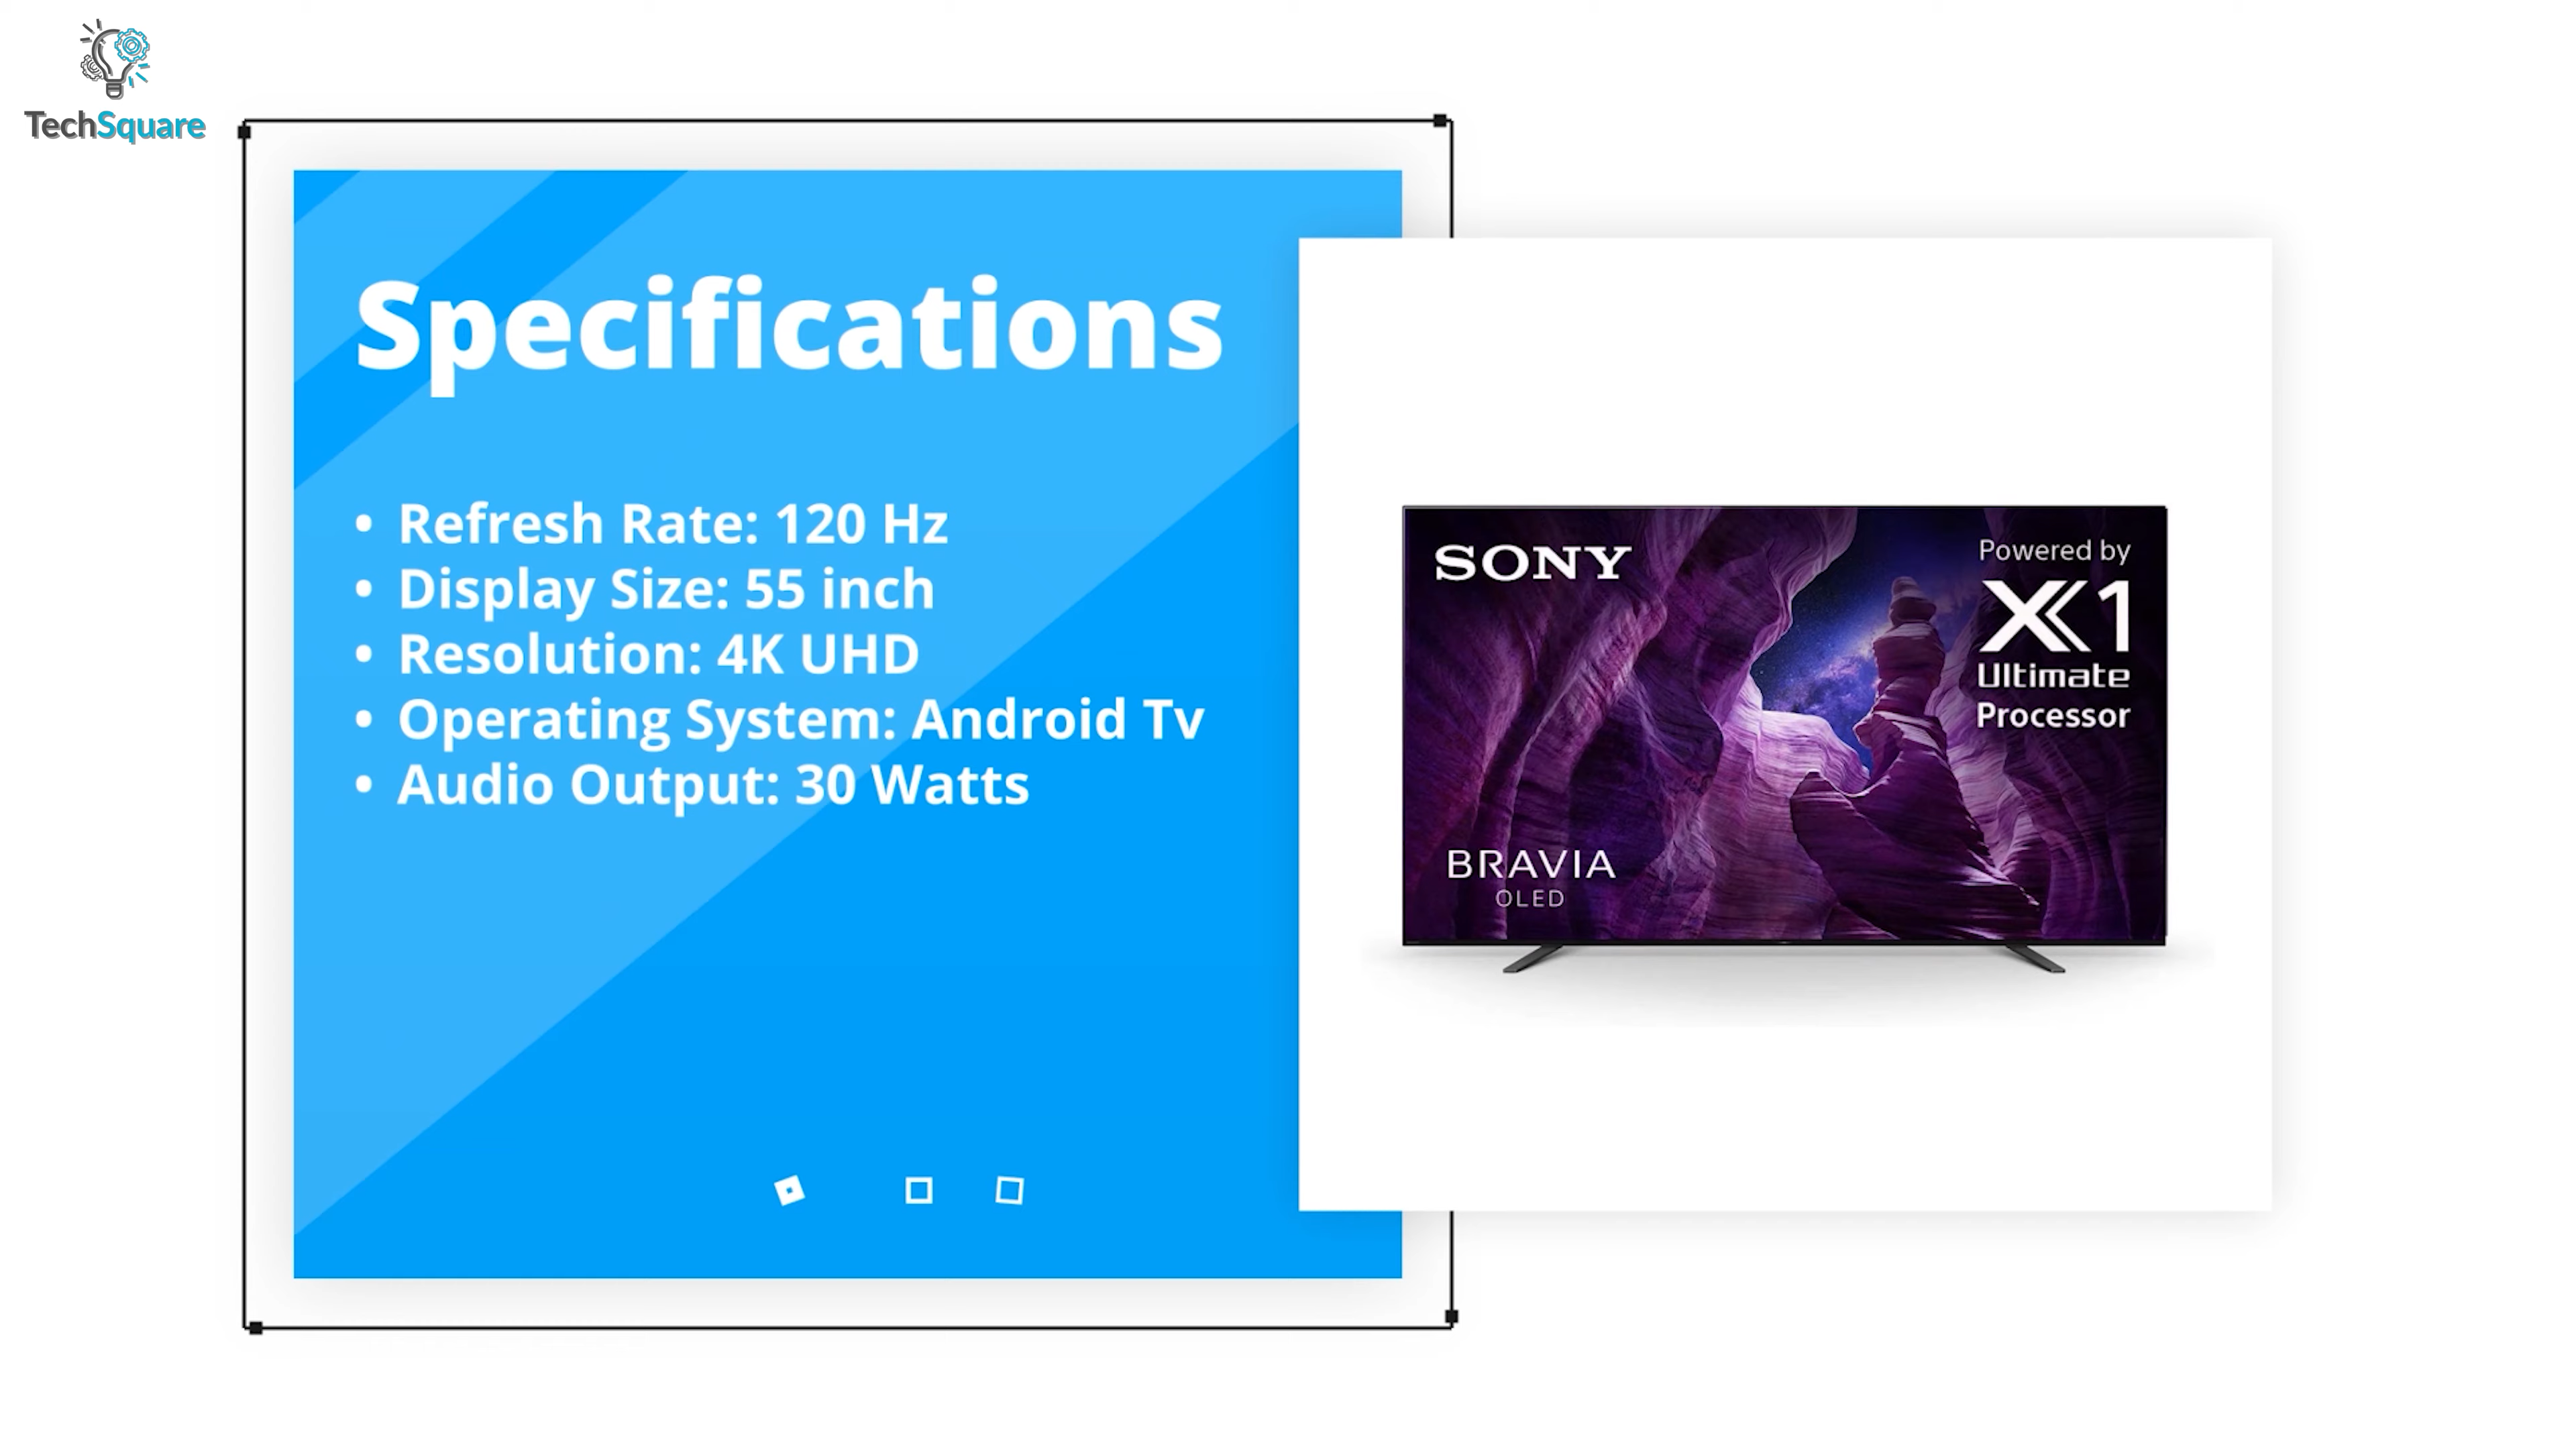 TechSquare
Specifications
• Refresh Rate: 120 Hz
• Display Size: 55 inch
• Resolution: 4K UHD
• Operating System: Android Tv
• Audio Output: 30 Watts
SONY
Powered by
X1
Ultimate
Processor
BRAVIA
OLED